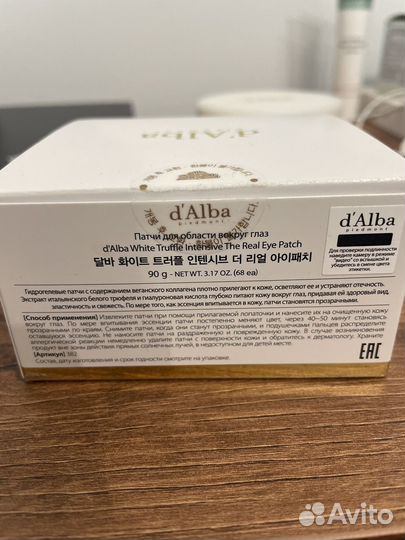 d'Alba
d'Alba
piedmont
Патчи для области вокруг глаз
d'Alba White Truffle Intensive The Real Eye Patch
달바 화이트 트러플 인텐시브 더 리얼 아이패치
90 g - NET WT. 3.17 OZ. (68 ea)
d'Alba
piedmont
Для проверки подлинности
наведите камеру в режиме
"видео" со вспышкой и
убедитесь в смене цвета
этикетки.
Гидрогелевые патчи с содержанием веганского коллагена плотно прилегают к коже, осветляют ее и устраняют отечность.
Экстракт итальянского белого трюфеля и гиалуроновая кислота глубоко питают кожу вокруг глаз, придавая ей здоровый вид,
эластичность и свежесть. По мере того, как эссенция впитывается в кожу, патчи становятся прозрачными.
[Способ применения] Извлеките патчи при помощи прилагаемой лопаточки и нанесите их на очищенную кожу
вокруг глаз. По мере впитывания эссенции патчи постепенно меняют цвет, через 40~50 минут становясь
прозрачными по краям. Снимите патчи, когда они станут прозрачными, и подушечками пальцев распределите
оставшуюся эссенцию. Не наносите патчи на раздраженную и поврежденную кожу. В случае возникновения
аллергической реакции немедленно удалите патчи с поверхности кожи и обратитесь к дерматологу. Храните
продукт вне зоны действия прямых солнечных лучей, в недоступном для детей месте.
[Артикул] 382
Состав, дату изготовления и срок годности смотрите на упаковке.
EAC
Avito